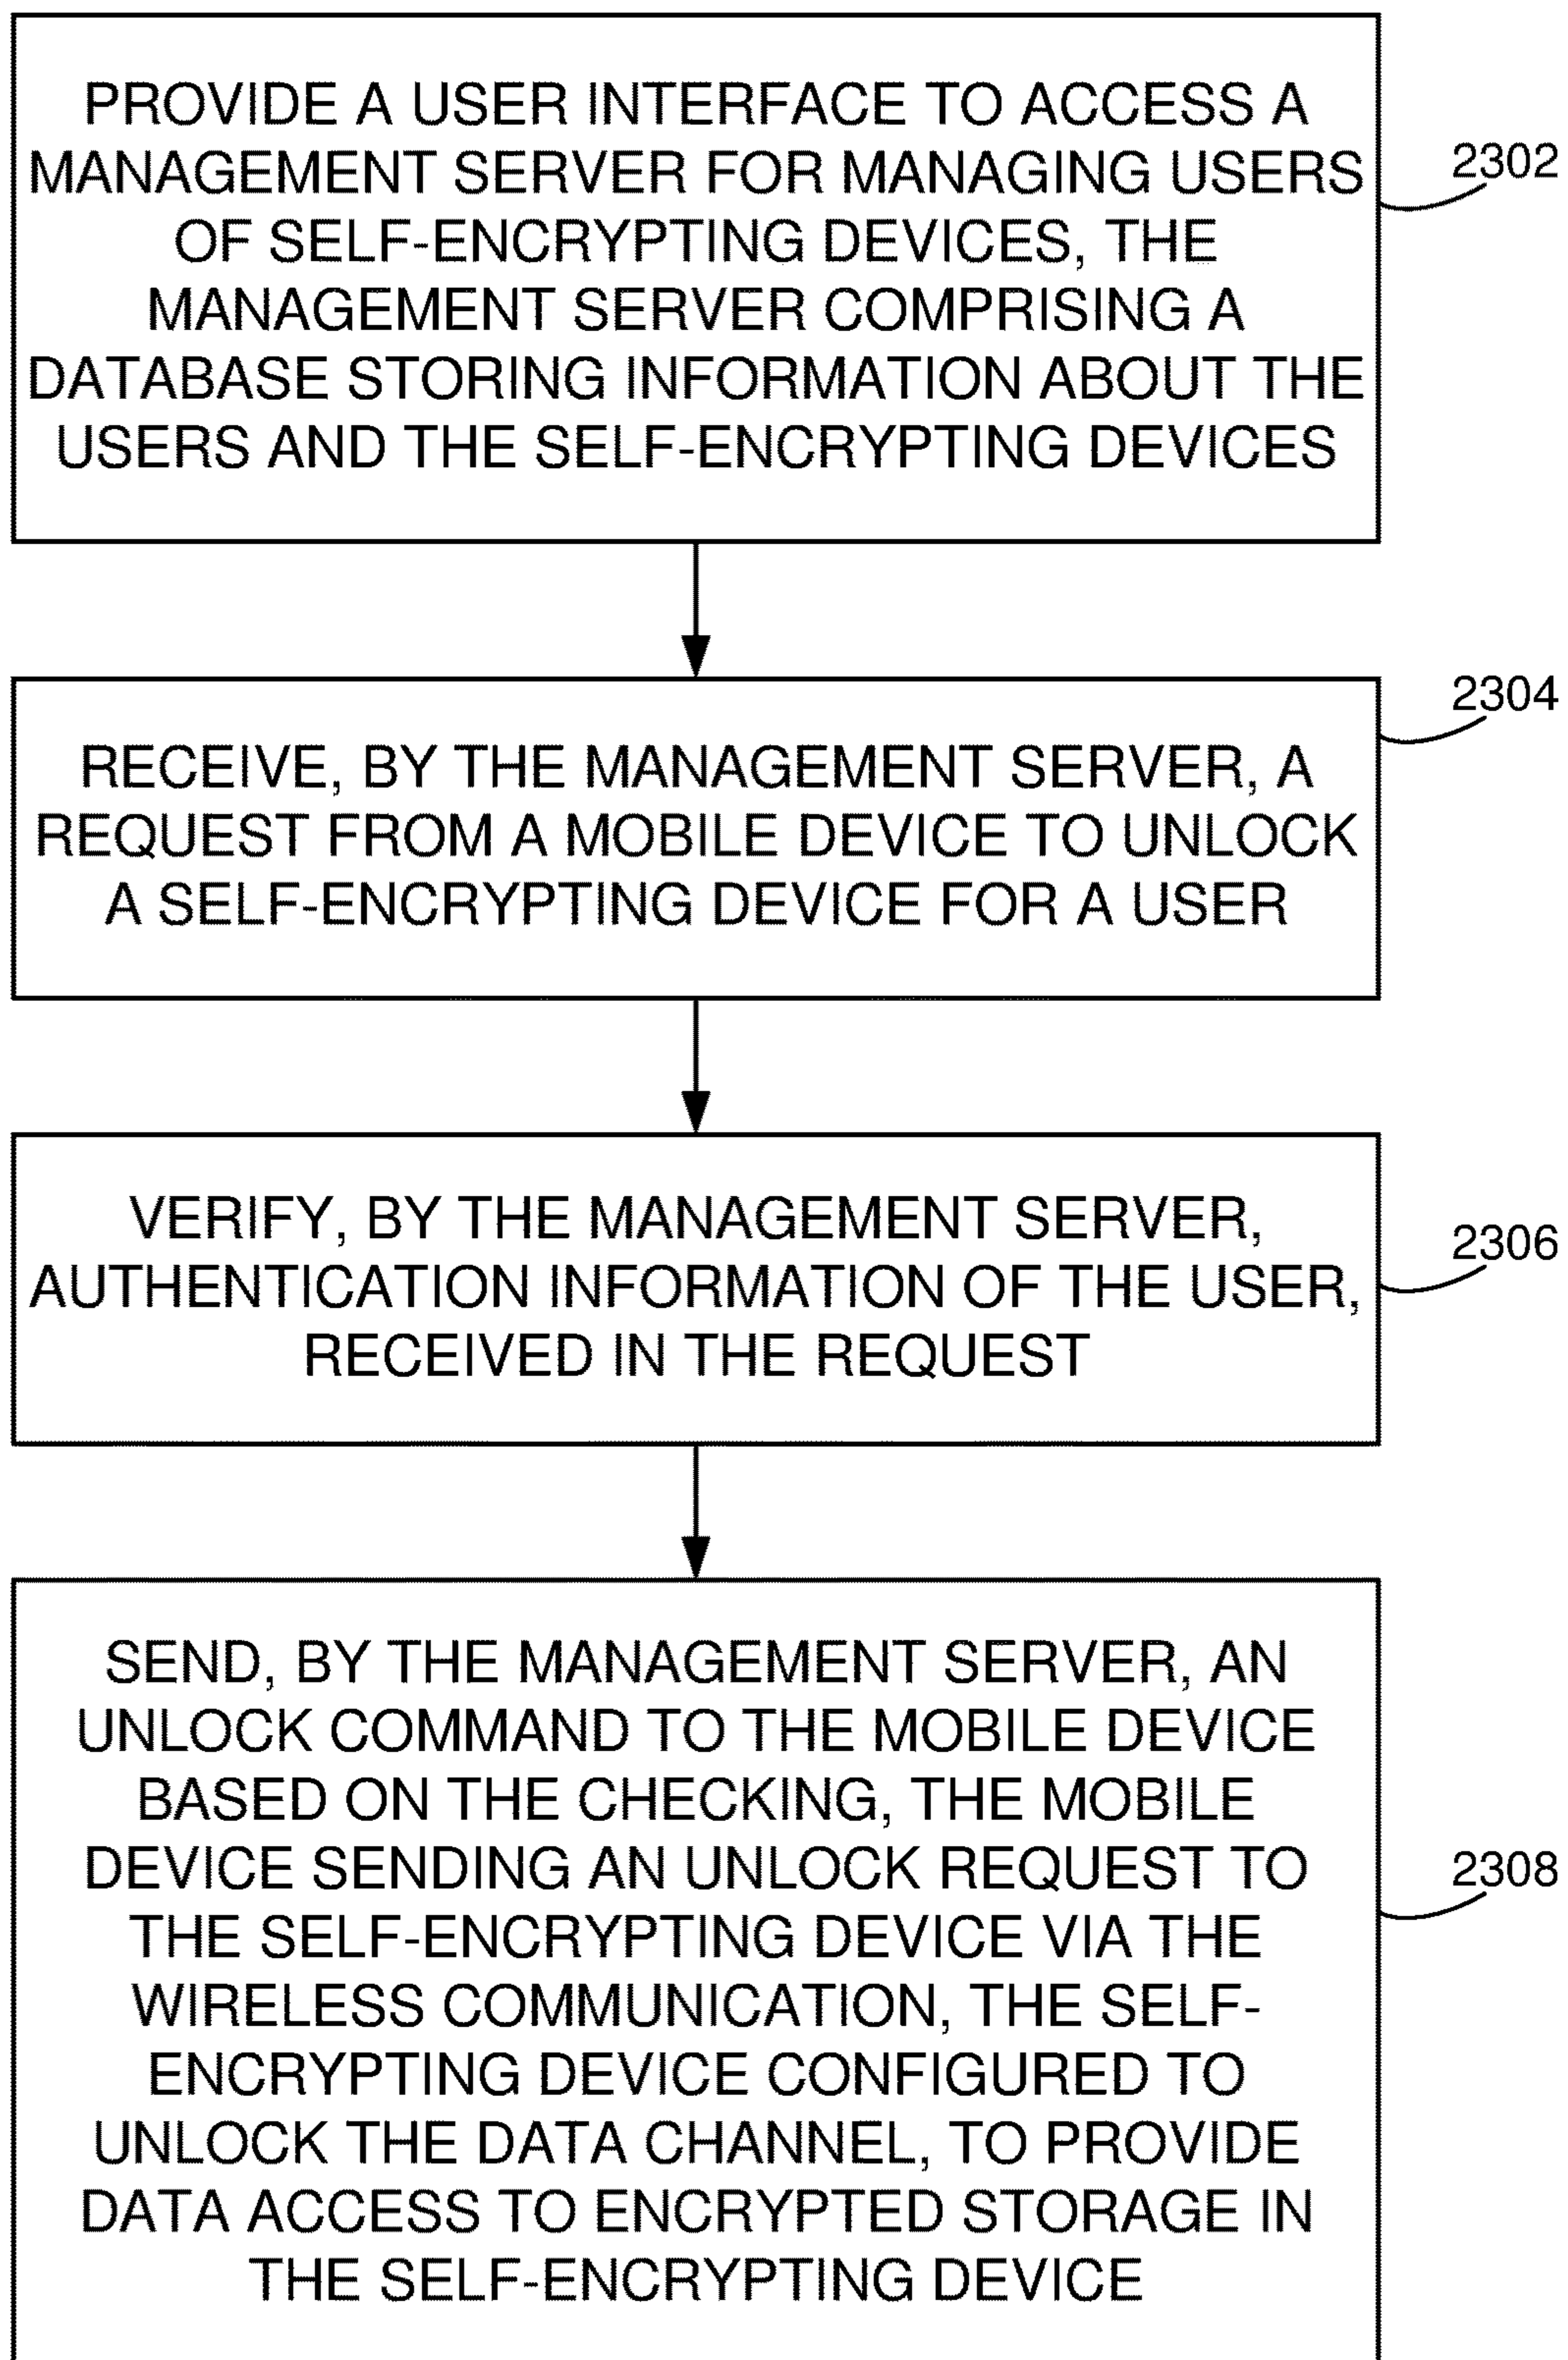 PROVIDE A USER INTERFACE TO ACCESS A
MANAGEMENT SERVER FOR MANAGING USERS
OF SELF-ENCRYPTING DEVICES, THE
MANAGEMENT SERVER COMPRISING A
DATABASE STORING INFORMATION ABOUT THE
USERS AND THE SELF-ENCRYPTING DEVICES
2302
RECEIVE, BY THE MANAGEMENT SERVER, A
REQUEST FROM A MOBILE DEVICE TO UNLOCK
A SELF-ENCRYPTING DEVICE FOR A USER
2304
VERIFY, BY THE MANAGEMENT SERVER,
AUTHENTICATION INFORMATION OF THE USER,
RECEIVED IN THE REQUEST
2306
SEND, BY THE MANAGEMENT SERVER, AN
UNLOCK COMMAND TO THE MOBILE DEVICE
BASED ON THE CHECKING, THE MOBILE
DEVICE SENDING AN UNLOCK REQUEST TO
THE SELF-ENCRYPTING DEVICE VIA THE
WIRELESS COMMUNICATION, THE SELF-
ENCRYPTING DEVICE CONFIGURED TO
UNLOCK THE DATA CHANNEL, TO PROVIDE
DATA ACCESS TO ENCRYPTED STORAGE IN
THE SELF-ENCRYPTING DEVICE
2308